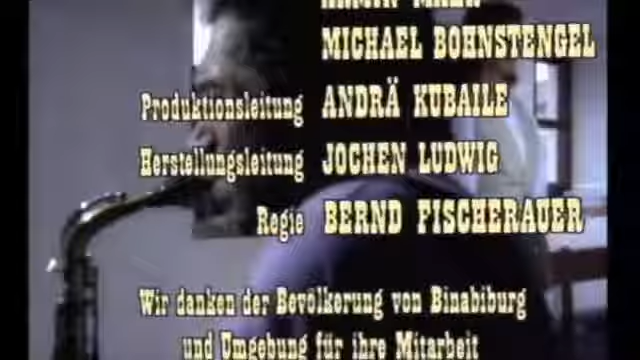 MICHAEL BOHNSTENGEL
Produktionsleitung ANDRÄ KUBAILE
Herstellungsleitung JOCHEN LUDWIG
Regie BERND FISCHERAUER
Wir danken der Bevölkerung von Binabiburg
und Umgebung für ihre Mitarbeit